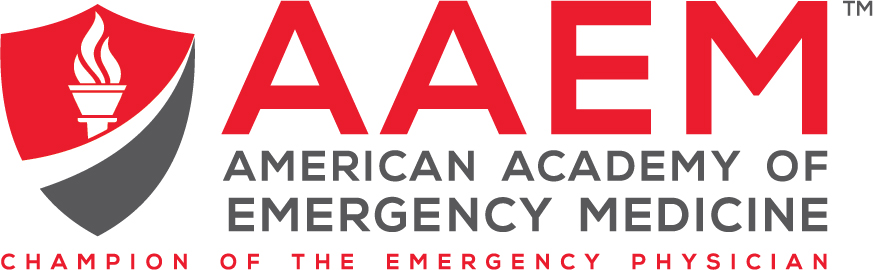 AAEM™
AMERICAN ACADEMY OF
EMERGENCY MEDICINE
CHAMPION OF THE EMERGENCY PHYSICIAN